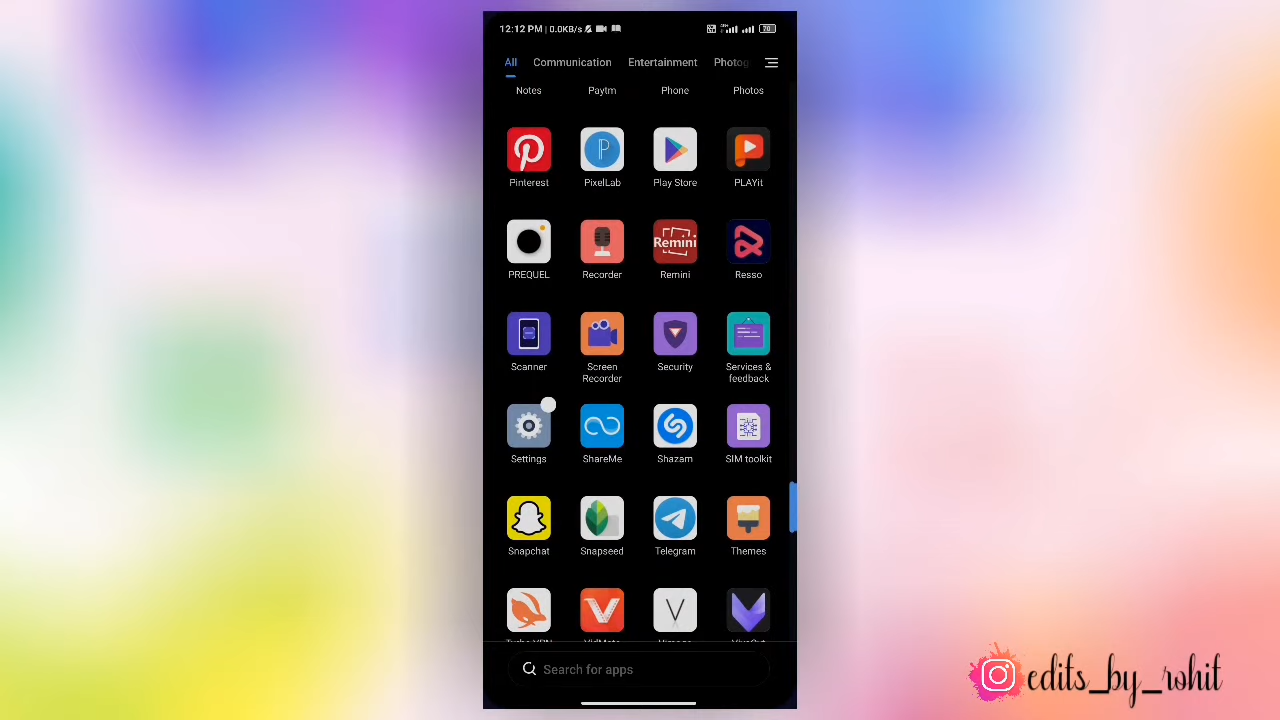 12:12 PM | 0.0KB/s 70
All Communication Entertainment Photog
Notes Paytm Phone Photos
Pinterest PixelLab Play Store PLAYit
Remini
PREQUEL Recorder Remini Resso
Scanner Screen Recorder Security Services & feedback
Settings ShareMe Shazam SIM toolkit
Snapchat Snapseed Telegram Themes
Search for apps
edits_by_rohit